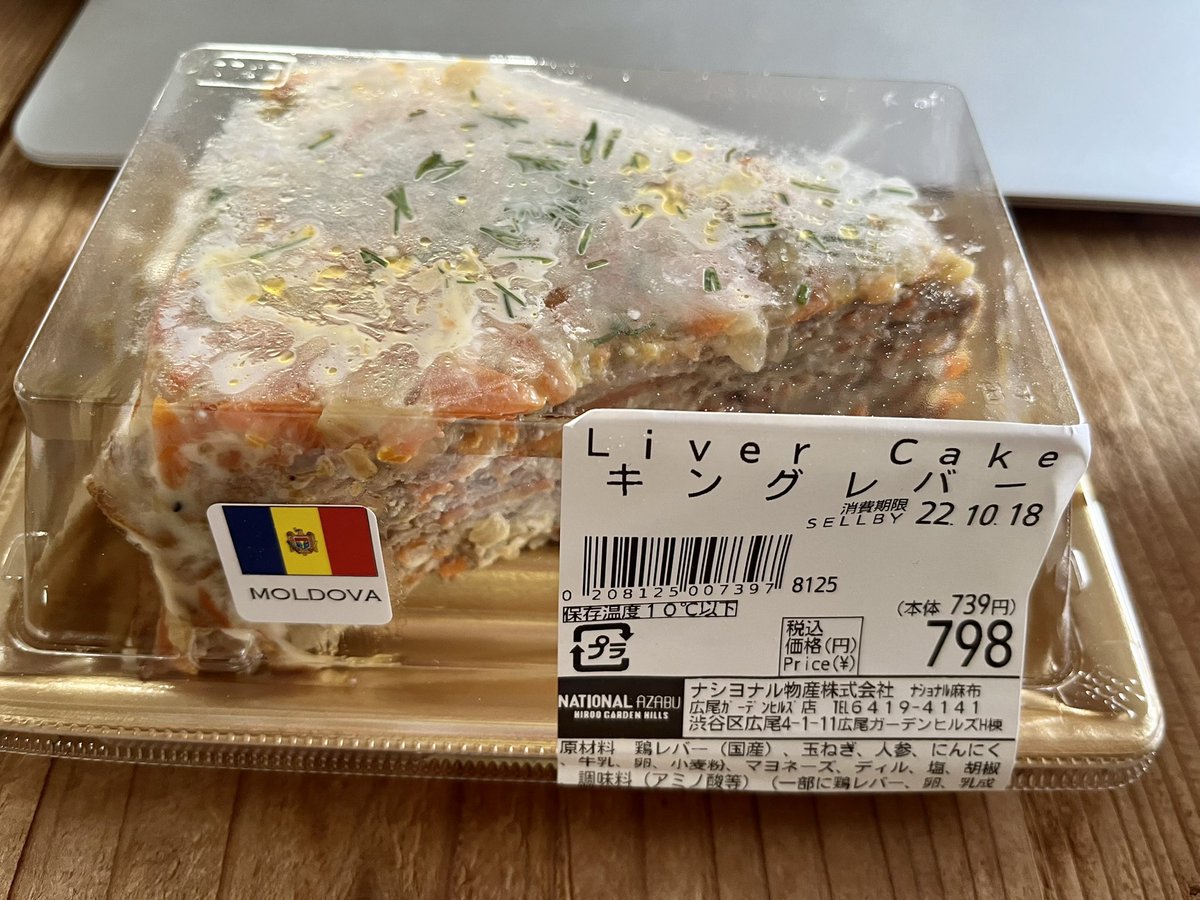 Liver Cake
キングレバー
消費期限
SELLBY 22.10.18
0 208125 007397 8125
保存温度10℃以下
(本体 739円)
プラ
税込
価格(円)
Price(¥)
798
NATIONAL AZABU
HIROO GARDEN HILLS
ナシヨナル物産株式会社 ナショナル麻布
広尾ガーデンヒルズ店 TEL6419-4141
渋谷区広尾4-1-11広尾ガーデンヒルズH棟
原材料 鶏レバー(国産)、玉ねぎ、人参、にんにく
、牛乳、卵、小麦粉、マヨネーズ、ディル、塩、胡椒
調味料(アミノ酸等) (一部に鶏レバー、卵、乳成
MOLDOVA